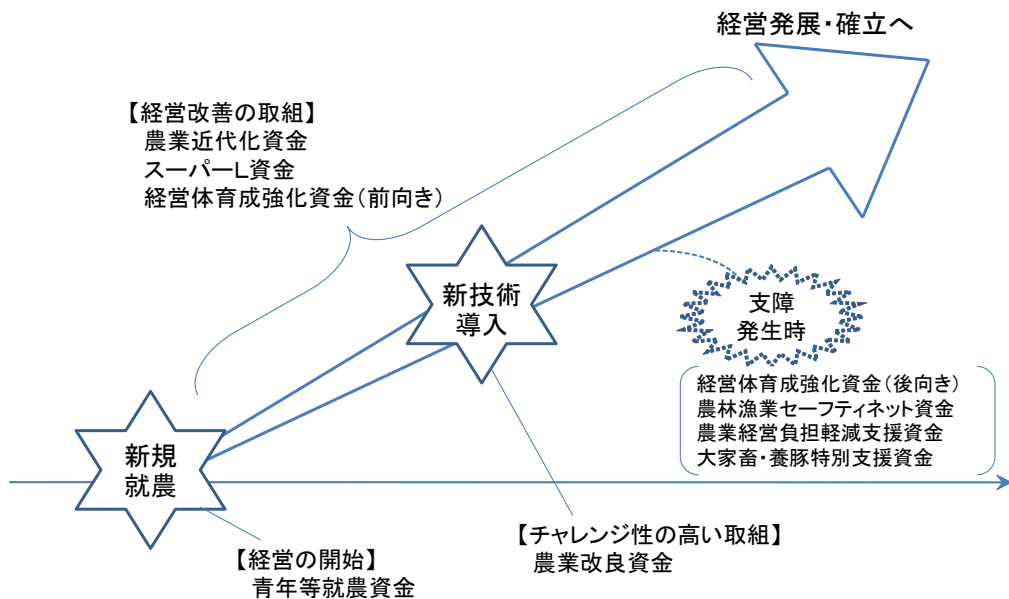 経営発展・確立へ
【経営改善の取組】
農業近代化資金
スーパーL資金
経営体育成強化資金（前向き）
新技術
導入
支障
発生時
経営体育成強化資金（後向き）
農林漁業セーフティネット資金
農業経営負担軽減支援資金
大家畜・養豚特別支援資金
新規
就農
【経営の開始】
青年等就農資金
【チャレンジ性の高い取組】
農業改良資金